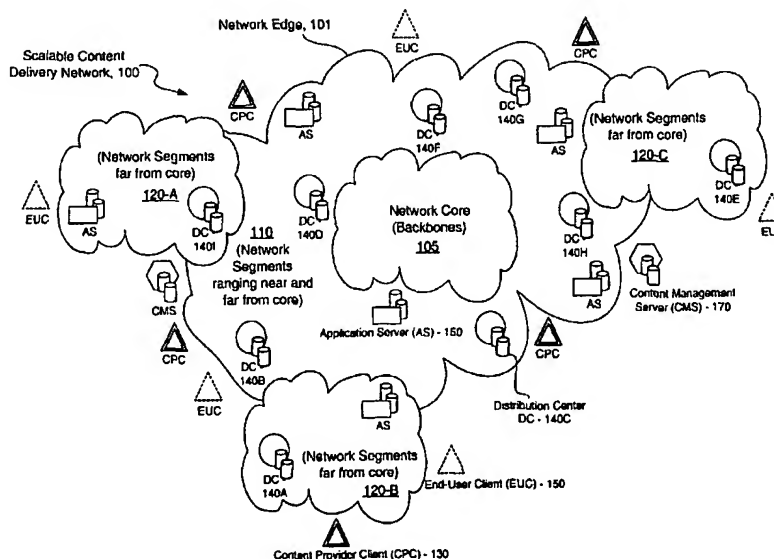 Network Edge, 101
EUC
CPC
Scalable Content
Delivery Network, 100
CPC
AS
DC
140F
DC
140G
AS
(Network Segments
far from core)
120-C
DC
140E
EUC
(Network Segments
far from core)
120-A
EUC
AS
DC
140I
DC
140D
110
(Network
Segments
ranging near and
far from core)
Network Core
(Backbones)
105
DC
140H
CMS
AS
Content Management
Server (CMS) - 170
Application Server (AS) - 150
CPC
CPC
DC
140B
EUC
Distribution Center
DC - 140C
AS
(Network Segments
far from core)
120-B
DC
140A
End-User Client (EUC) - 150
Content Provider Client (CPC) - 130